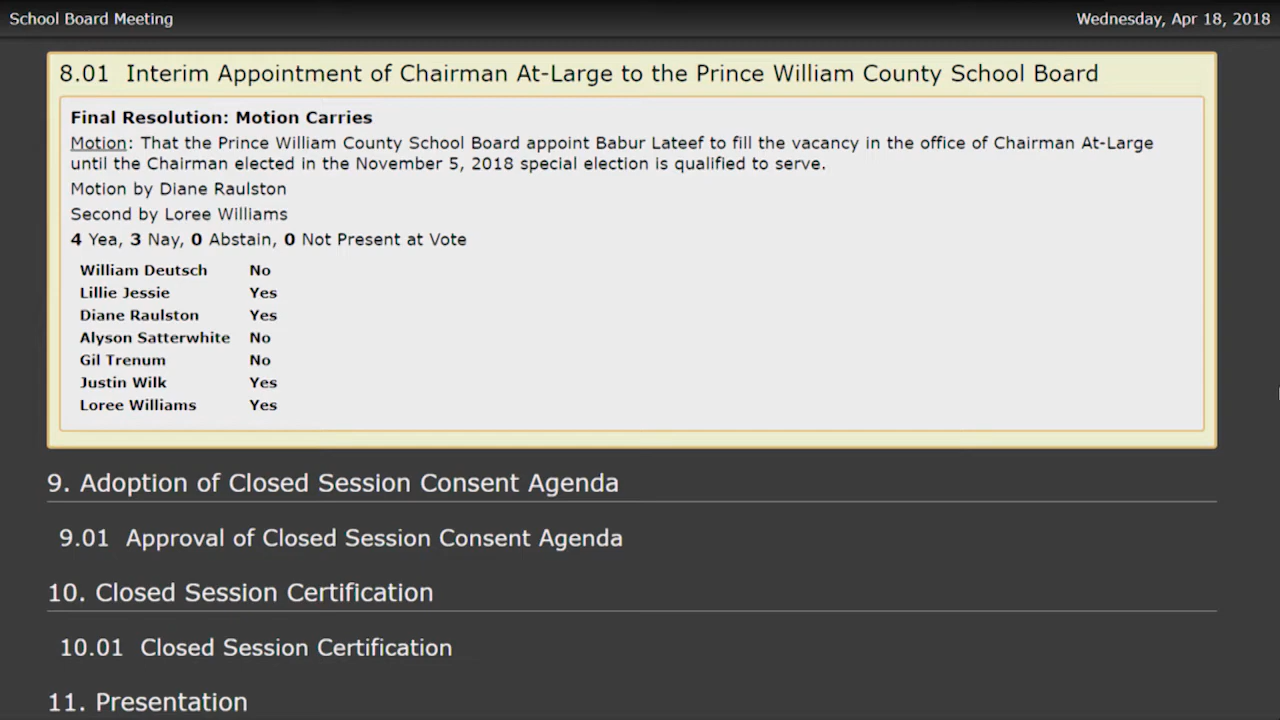 School Board Meeting
Wednesday, Apr 18, 2018
8.01 Interim Appointment of Chairman At-Large to the Prince William County School Board
Final Resolution: Motion Carries
Motion: That the Prince William County School Board appoint Babur Lateef to fill the vacancy in the office of Chairman At-Large
until the Chairman elected in the November 5, 2018 special election is qualified to serve.
Motion by Diane Raulston
Second by Loree Williams
4 Yea, 3 Nay, 0 Abstain, 0 Not Present at Vote
William Deutsch No
Lillie Jessie Yes
Diane Raulston Yes
Alyson Satterwhite No
Gil Trenum No
Justin Wilk Yes
Loree Williams Yes
9. Adoption of Closed Session Consent Agenda
9.01 Approval of Closed Session Consent Agenda
10. Closed Session Certification
10.01 Closed Session Certification
11. Presentation